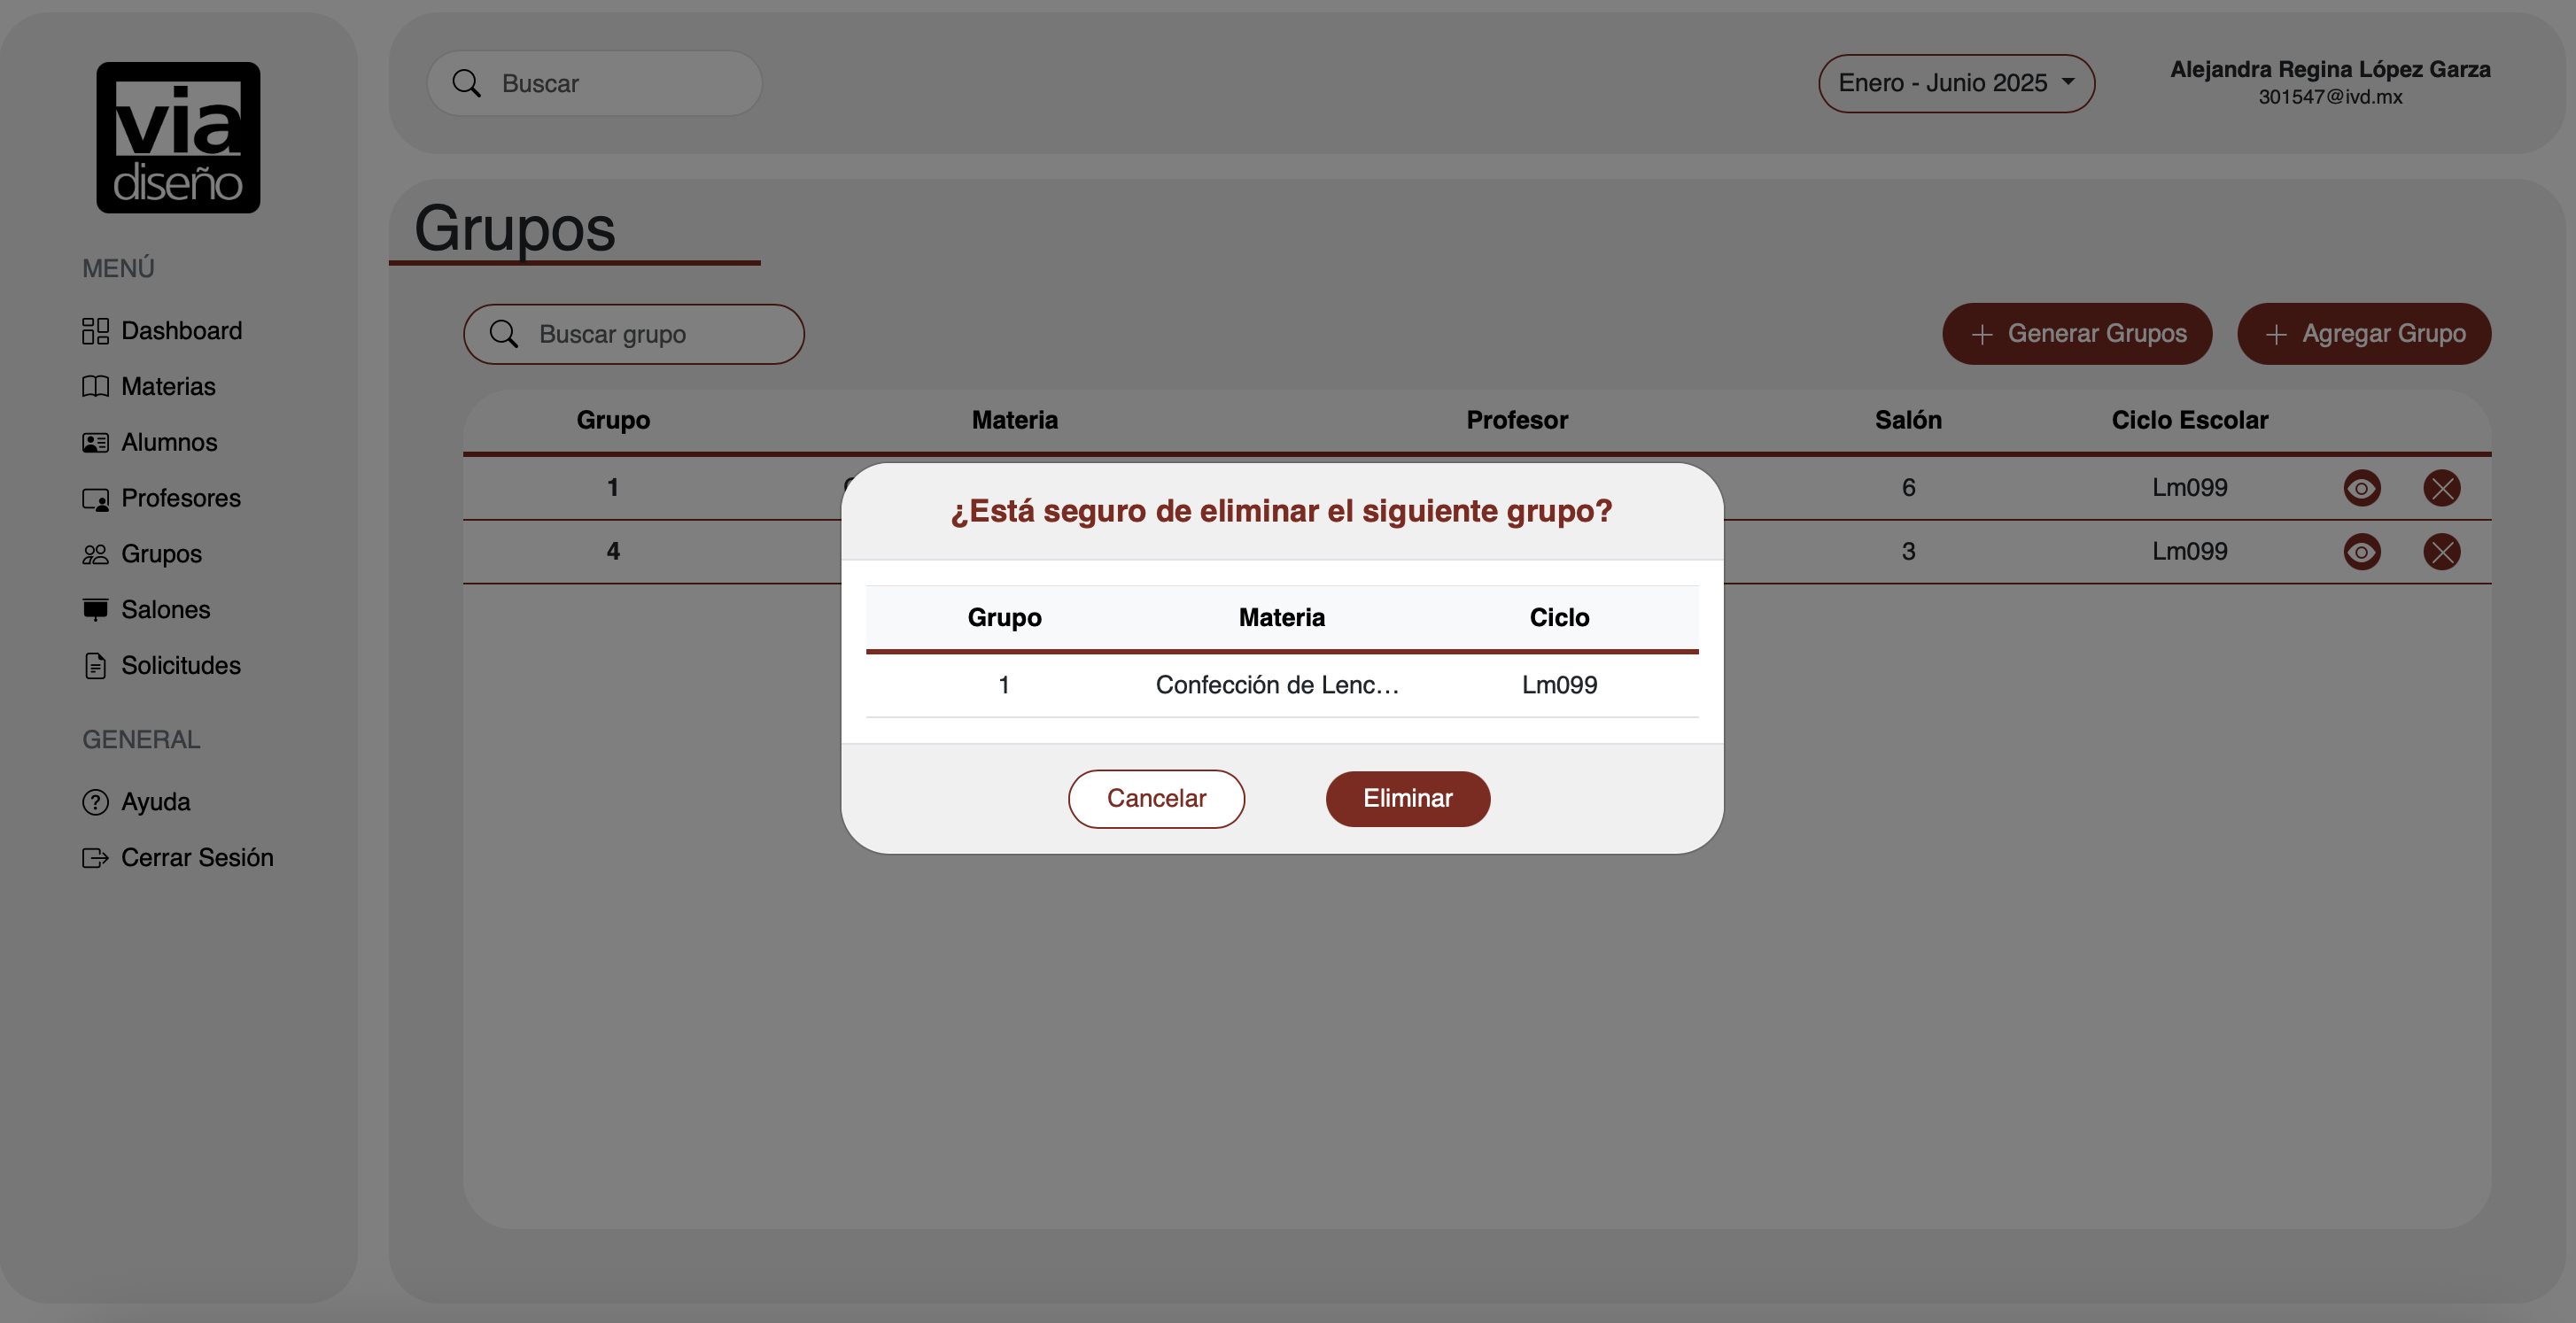 via
diseño
MENÚ
Dashboard
Materias
Alumnos
Profesores
Grupos
Salones
Solicitudes
GENERAL
Ayuda
Cerrar Sesión
Buscar
Enero - Junio 2025
Alejandra Regina López Garza
301547@ivd.mx
Grupos
Buscar grupo
Generar Grupos
Agregar Grupo
Grupo Materia Profesor Salón Ciclo Escolar
1 6 Lm099
4 3 Lm099
¿Está seguro de eliminar el siguiente grupo?
Grupo Materia Ciclo
1 Confección de Lenc... Lm099
Cancelar Eliminar